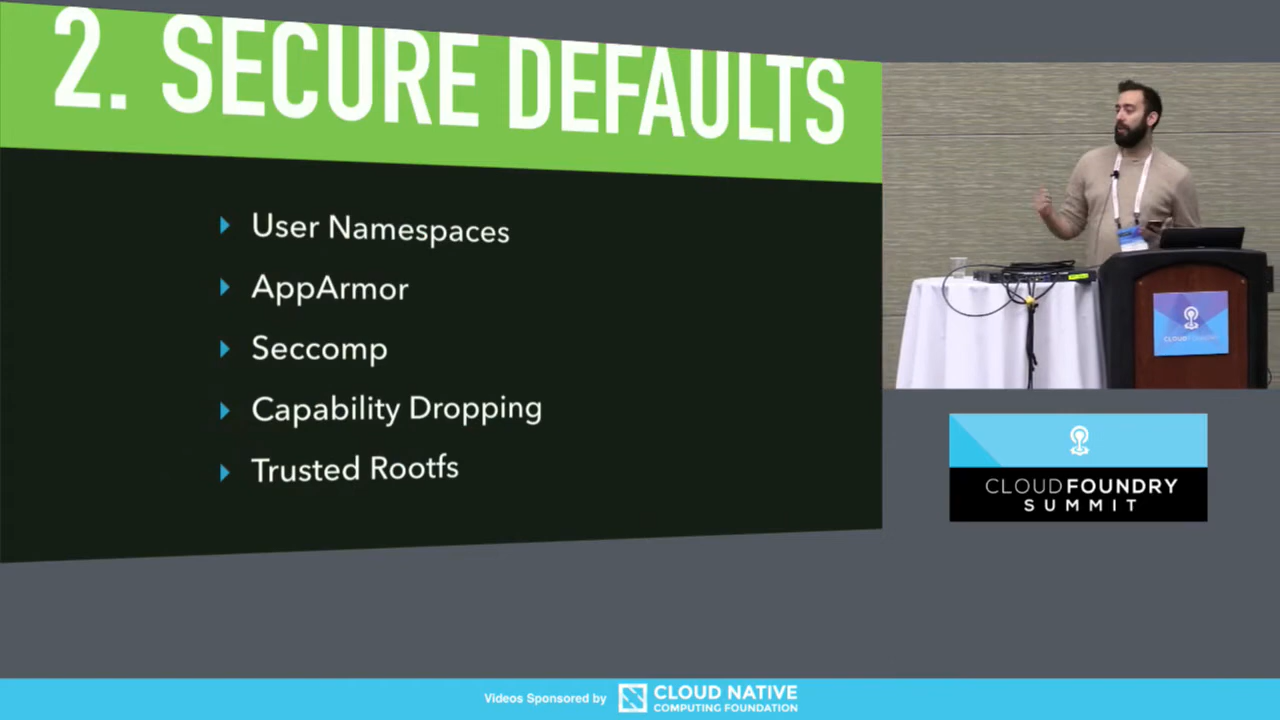 2. SECURE DEFAULTS
User Namespaces
AppArmor
Seccomp
Capability Dropping
Trusted Rootfs
CLOUD FOUNDRY
SUMMIT
Videos Sponsored by
CLOUD NATIVE
COMPUTING FOUNDATION